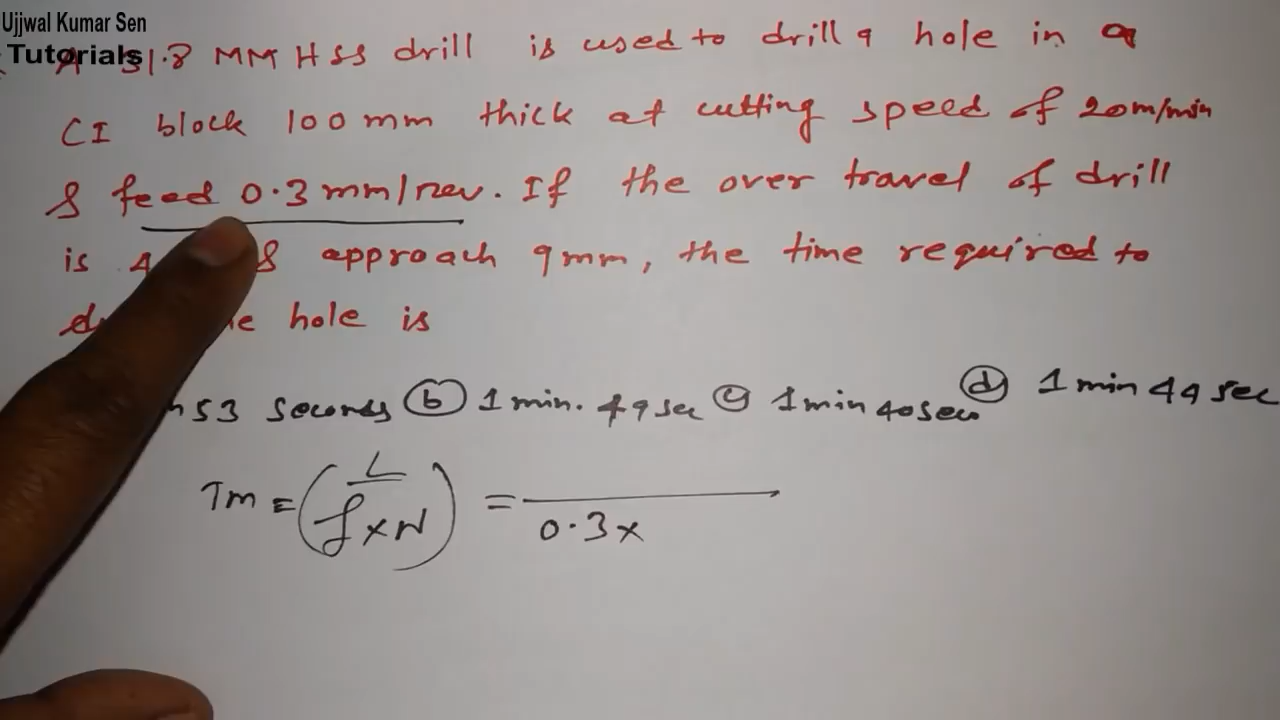 Ujjwal Kumar Sen
Tutorials
A 31.8 MM HSS drill is used to drill a hole in a
CI block 100mm thick at cutting speed of 20m/min
& feed 0.3 mm/rev. If the over travel of drill
is 4 & approach 9mm, the time required to
hole is
53 seconds (b) 1 min. 49 sec (c) 1 min 40 sec (d) 1 min 44 sec
Tm = (L / f x N) = / 0.3 x